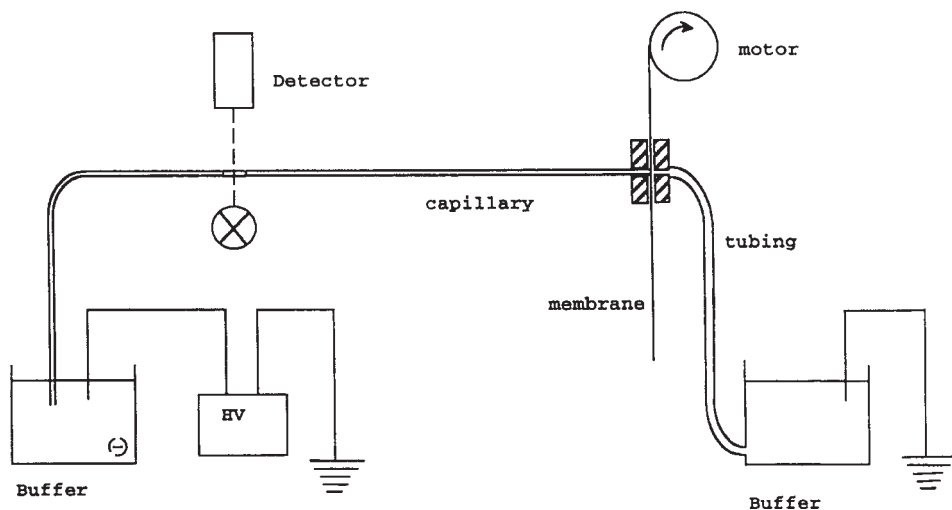 motor
Detector
capillary
tubing
membrane
HV
(-)
Buffer
Buffer